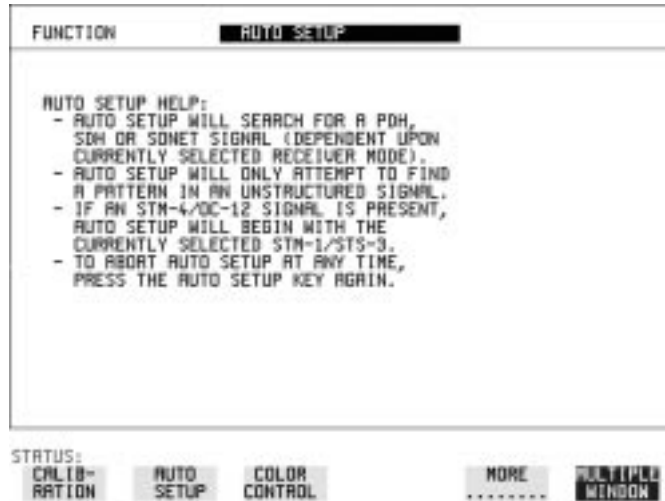 FUNCTION AUTO SETUP
AUTO SETUP HELP:
- AUTO SETUP WILL SEARCH FOR A PDH,
SDH OR SONET SIGNAL (DEPENDENT UPON
CURRENTLY SELECTED RECEIVER MODE).
- AUTO SETUP WILL ONLY ATTEMPT TO FIND
A PATTERN IN AN UNSTRUCTURED SIGNAL.
- IF AN STM-4/OC-12 SIGNAL IS PRESENT,
AUTO SETUP WILL BEGIN WITH THE
CURRENTLY SELECTED STM-1/STS-3.
- TO ABORT AUTO SETUP AT ANY TIME,
PRESS THE AUTO SETUP KEY AGAIN.
STATUS:
CALIB- AUTO COLOR MORE MULTIPLE
RATION SETUP CONTROL ........ WINDOW